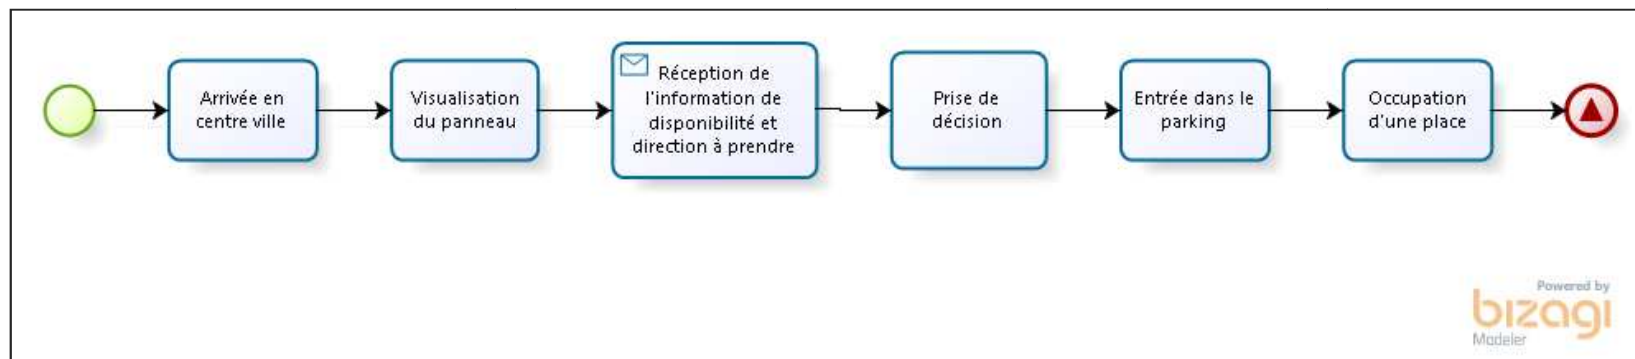 Arrivée en
centre ville
Visualisation
du panneau
Réception de
l'information de
disponibilité et
direction à prendre
Prise de
décision
Entrée dans le
parking
Occupation
d'une place
Powered by
bizagi
Modeler